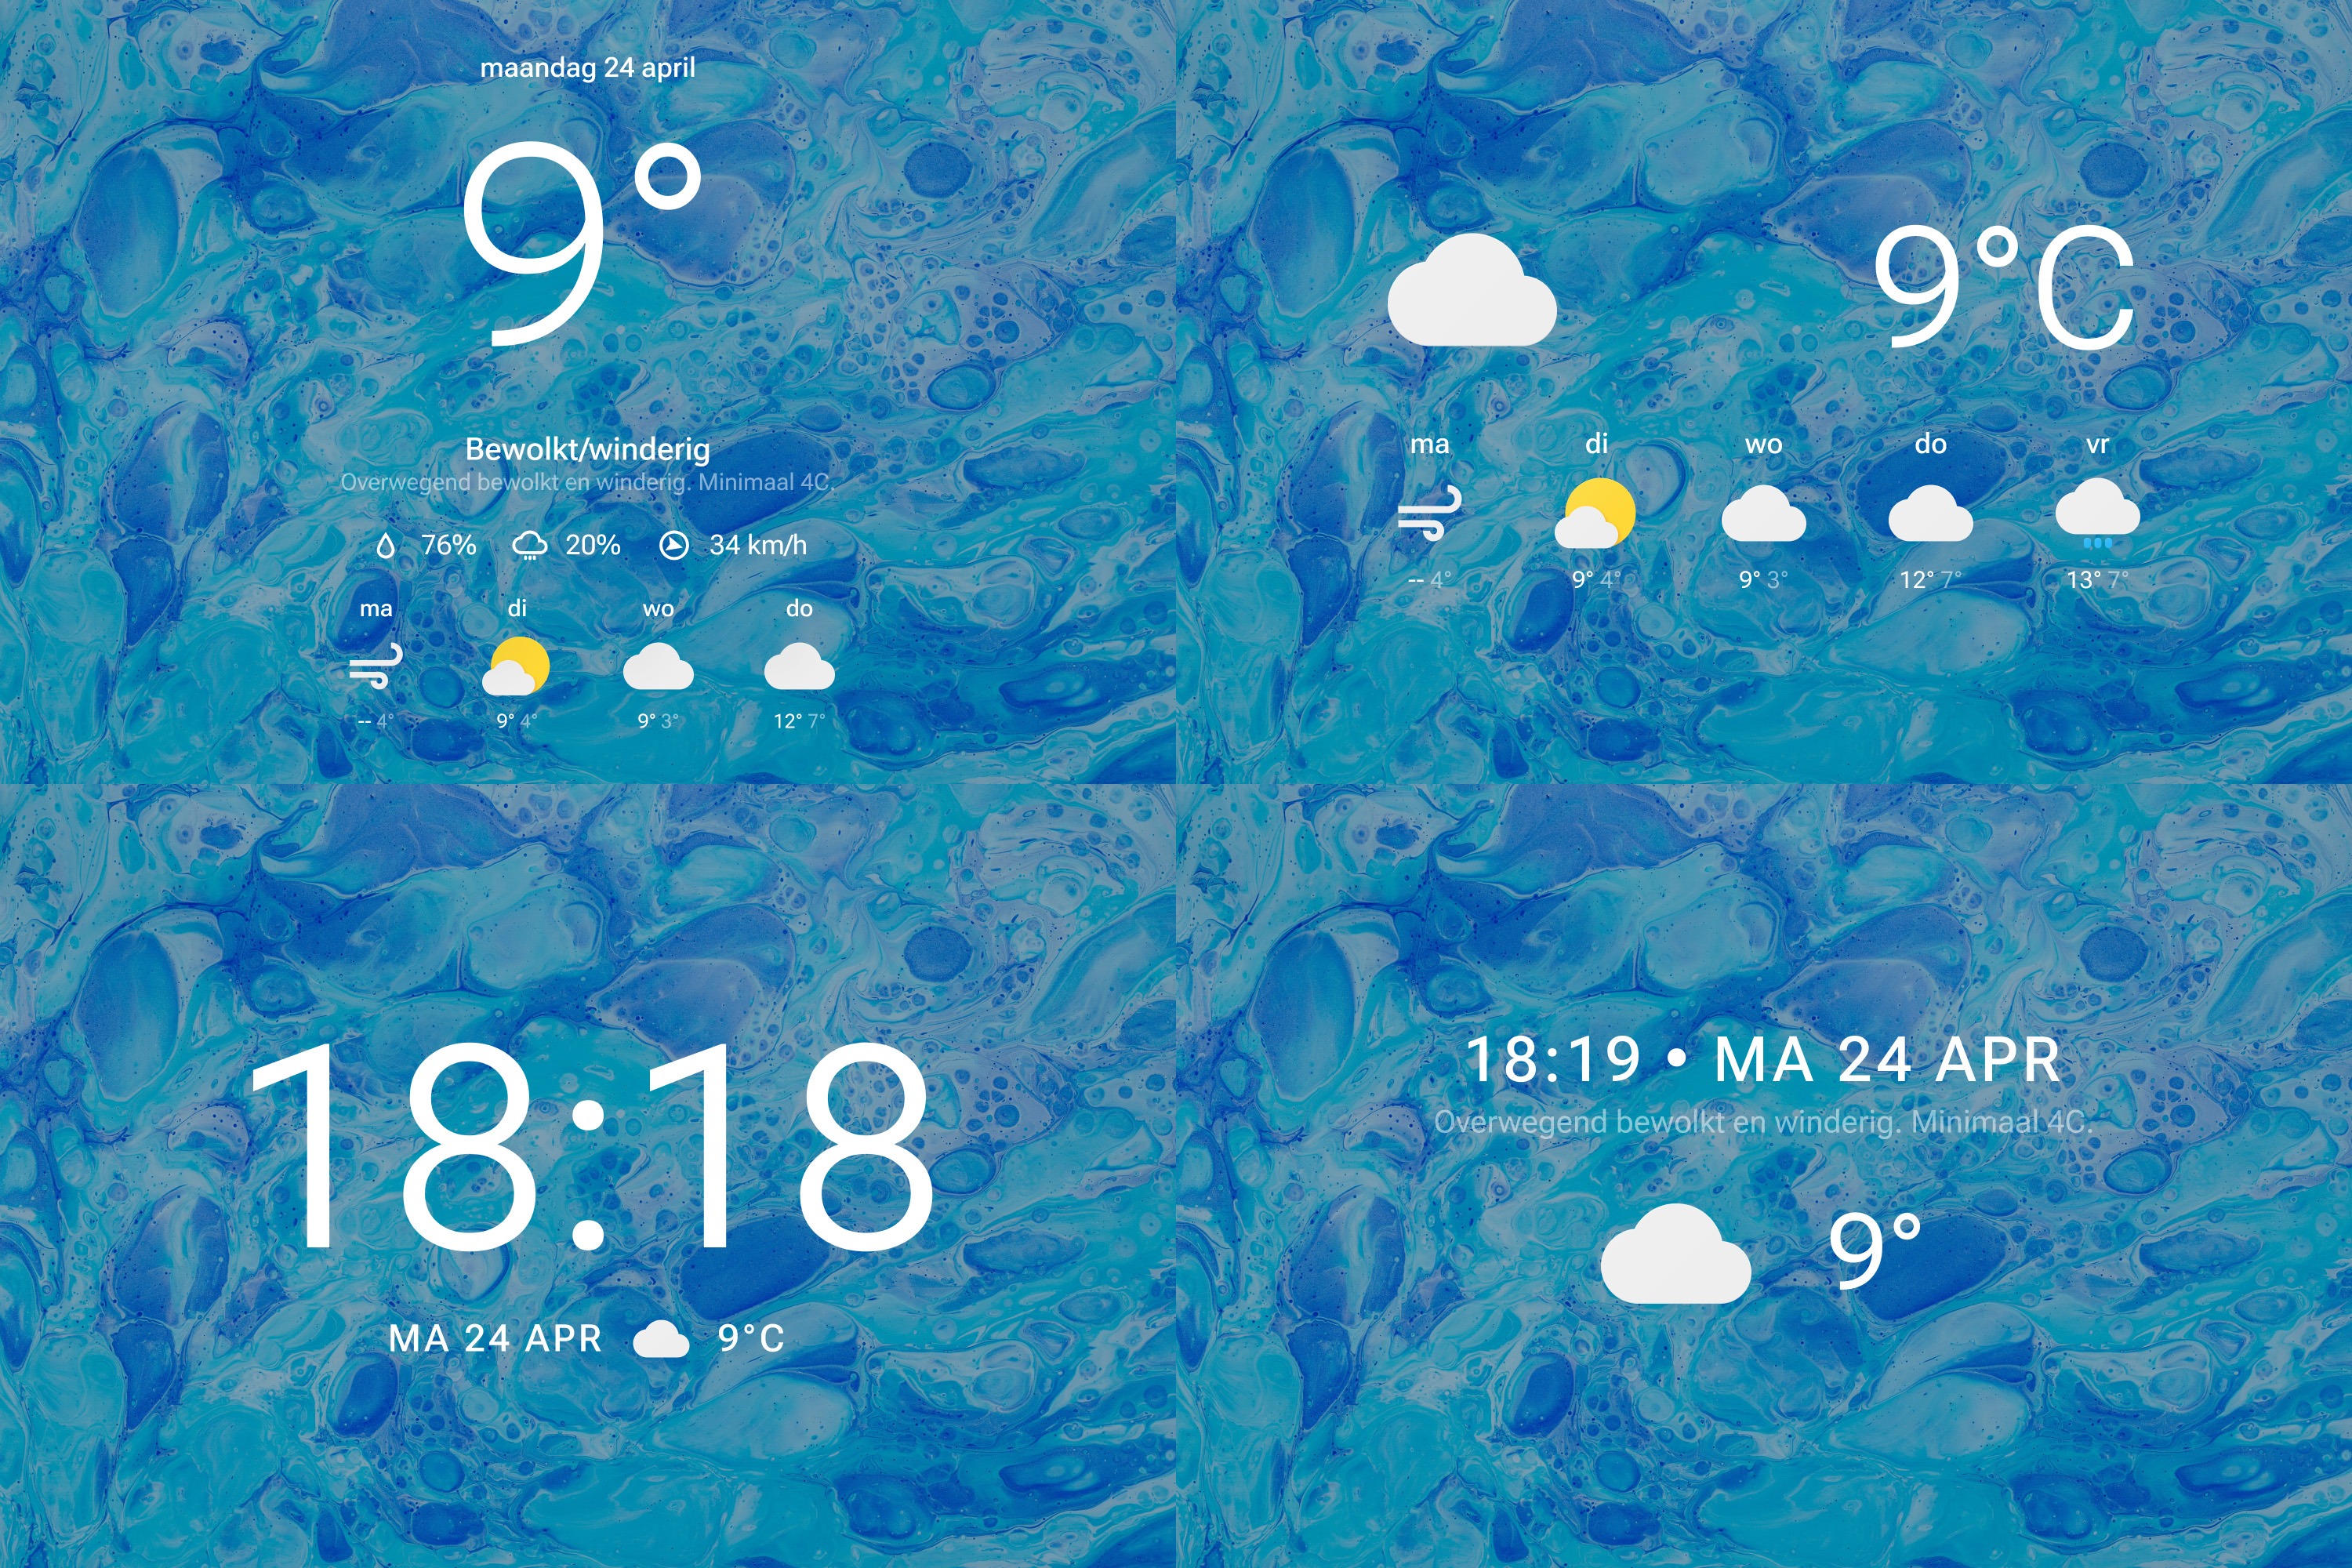 maandag 24 april
9°
Bewolkt/winderig
Overwegend bewolkt en winderig. Minimaal 4C.
76% 20% 34 km/h
ma di wo do
-- 4° 9° 4° 9° 3° 12° 7°
9°C
ma di wo do vr
-- 4° 9° 4° 9° 3° 12° 7° 13° 7°
18:18
MA 24 APR 9°C
18:19 • MA 24 APR
Overwegend bewolkt en winderig. Minimaal 4C.
9°